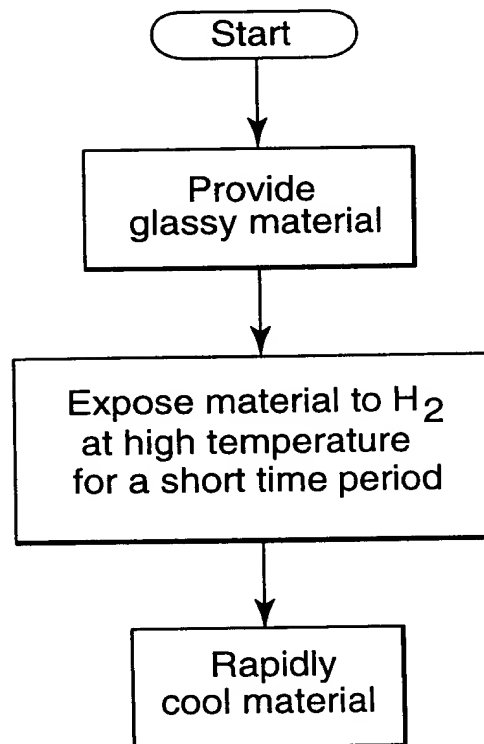 Start
Provide
glassy material
Expose material to H2
at high temperature
for a short time period
Rapidly
cool material